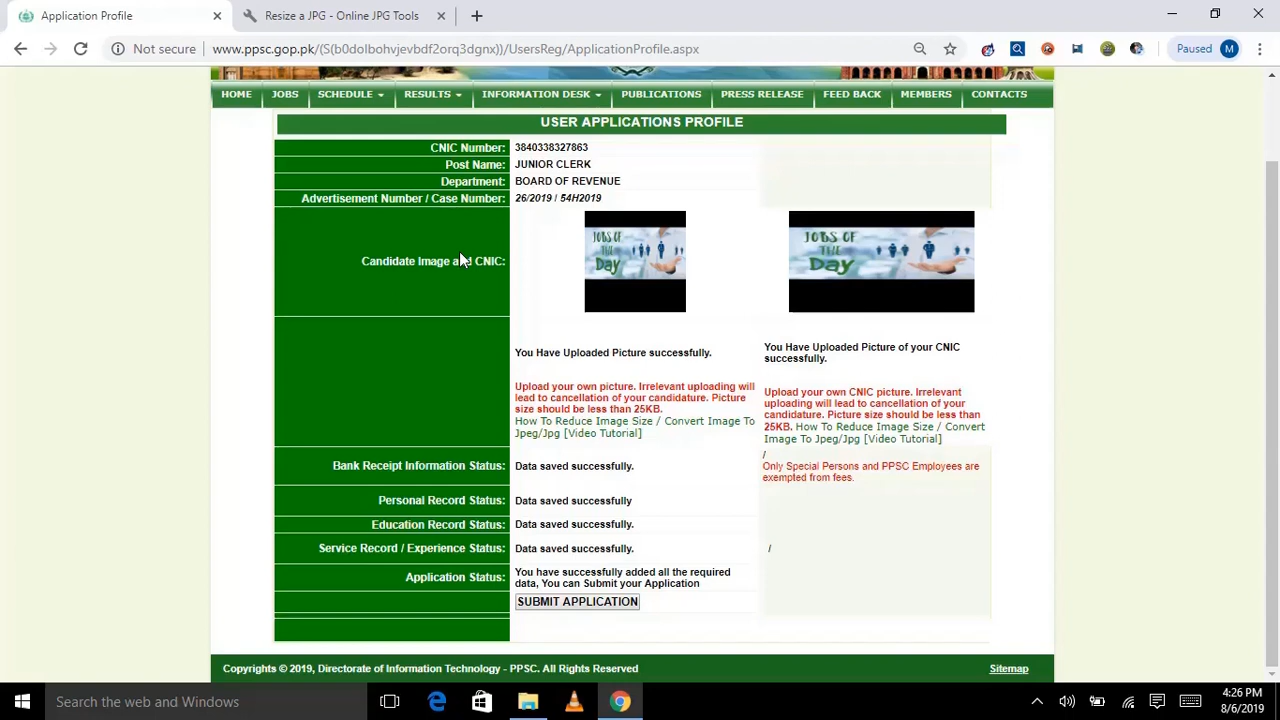 Application Profile
Resize a JPG - Online JPG Tools
Not secure
www.ppsc.gop.pk/(S(b0dolbohvjevbdf2orq3dgnx))/UsersReg/ApplicationProfile.aspx
Paused M
HOME JOBS SCHEDULE RESULTS INFORMATION DESK PUBLICATIONS PRESS RELEASE FEED BACK MEMBERS CONTACTS
USER APPLICATIONS PROFILE
CNIC Number: 3840338327863
Post Name: JUNIOR CLERK
Department: BOARD OF REVENUE
Advertisement Number / Case Number: 26/2019 / 54H2019
Candidate Image and CNIC:
JOBS OF
THE
Day
JOBS OF
THE
Day
You Have Uploaded Picture successfully.
You Have Uploaded Picture of your CNIC
successfully.
Upload your own picture. Irrelevant uploading will
lead to cancellation of your candidature. Picture
size should be less than 25KB.
How To Reduce Image Size / Convert Image To
Jpeg/Jpg [Video Tutorial]
Upload your own CNIC picture. Irrelevant
uploading will lead to cancellation of your
candidature. Picture size should be less than
25KB. How To Reduce Image Size / Convert
Image To Jpeg/Jpg [Video Tutorial]
Bank Receipt Information Status: Data saved successfully.
/
Only Special Persons and PPSC Employees are
exempted from fees.
Personal Record Status: Data saved successfully
Education Record Status: Data saved successfully.
Service Record / Experience Status: Data saved successfully. /
Application Status: You have successfully added all the required
data, You can Submit your Application
SUBMIT APPLICATION
Copyrights © 2019, Directorate of Information Technology - PPSC. All Rights Reserved
Sitemap
Search the web and Windows
4:26 PM
8/6/2019